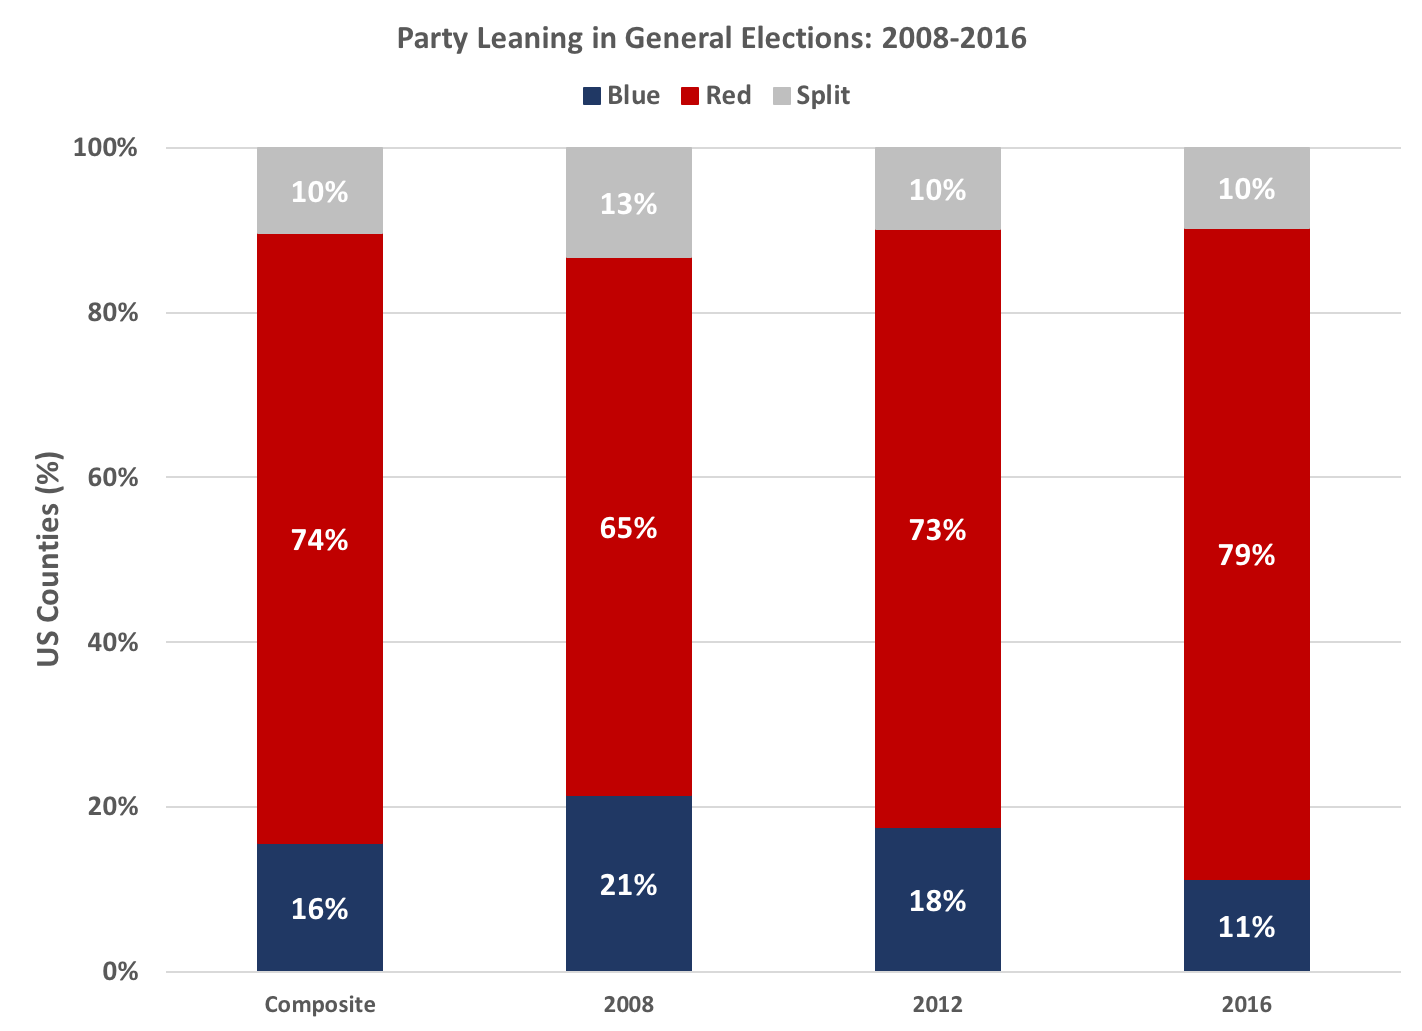 Party Leaning in General Elections: 2008-2016
Blue Red Split
US Counties (%)
100%
80%
60%
40%
20%
0%
10% 13% 10% 10%
74% 65% 73% 79%
16% 21% 18% 11%
Composite 2008 2012 2016